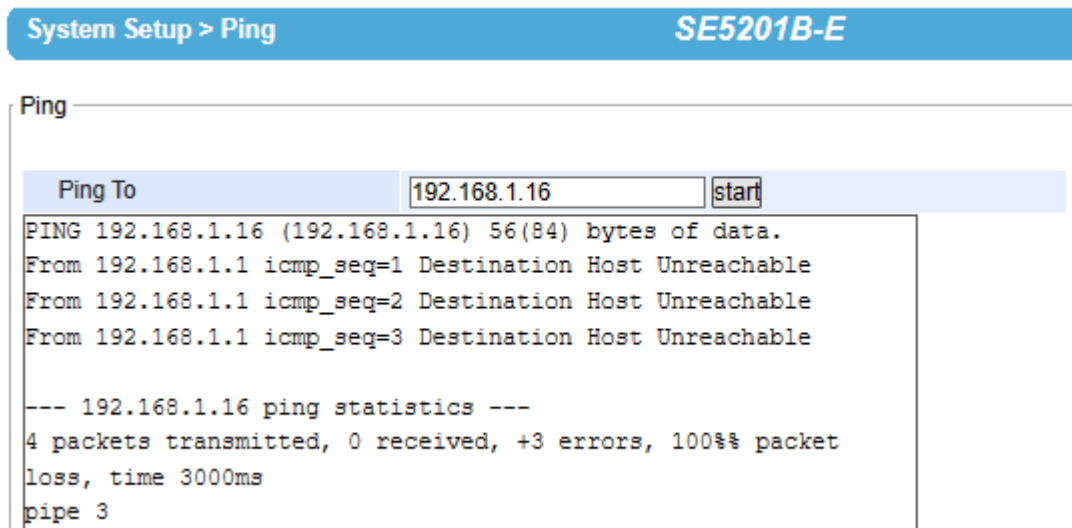 System Setup > Ping
SE5201B-E
Ping
Ping To
192.168.1.16
start
PING 192.168.1.16 (192.168.1.16) 56(84) bytes of data.
From 192.168.1.1 icmp_seq=1 Destination Host Unreachable
From 192.168.1.1 icmp_seq=2 Destination Host Unreachable
From 192.168.1.1 icmp_seq=3 Destination Host Unreachable
--- 192.168.1.16 ping statistics ---
4 packets transmitted, 0 received, +3 errors, 100%% packet
loss, time 3000ms
pipe 3